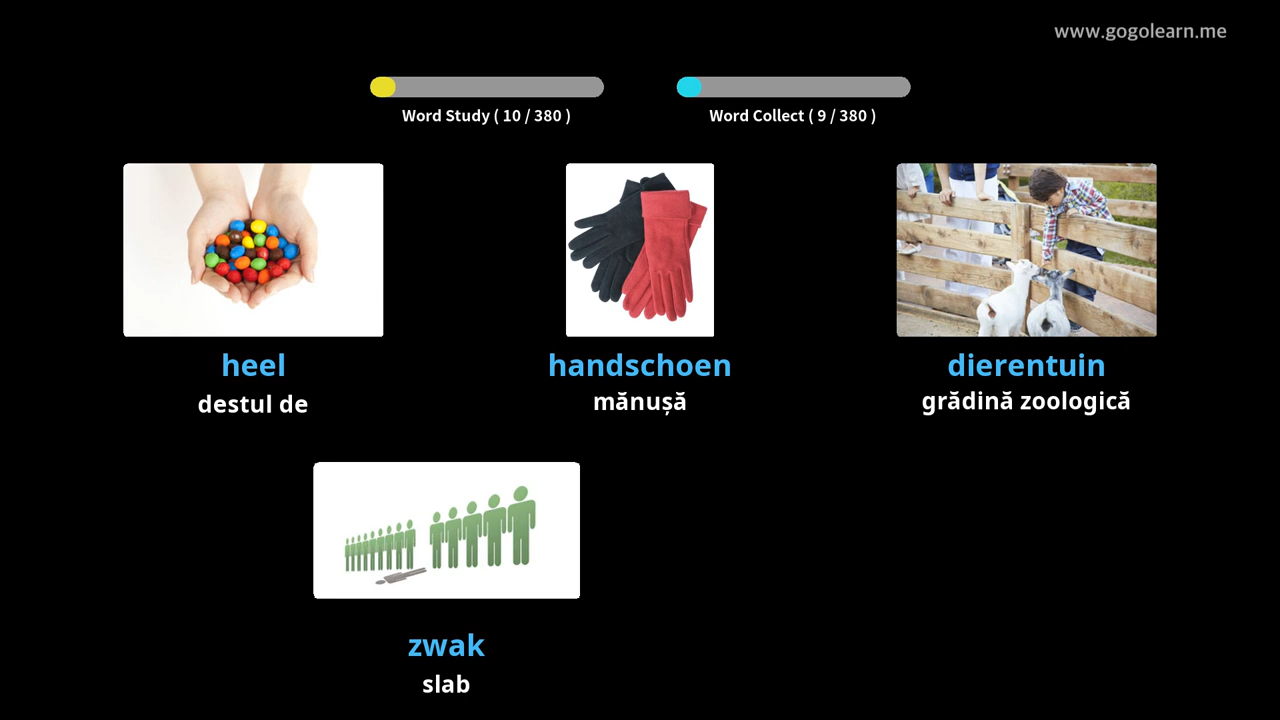 www.gogolearn.me
Word Study ( 10 / 380 )
Word Collect ( 9 / 380 )
heel
destul de
handschoen
mănușă
dierentuin
grădină zoologică
zwak
slab